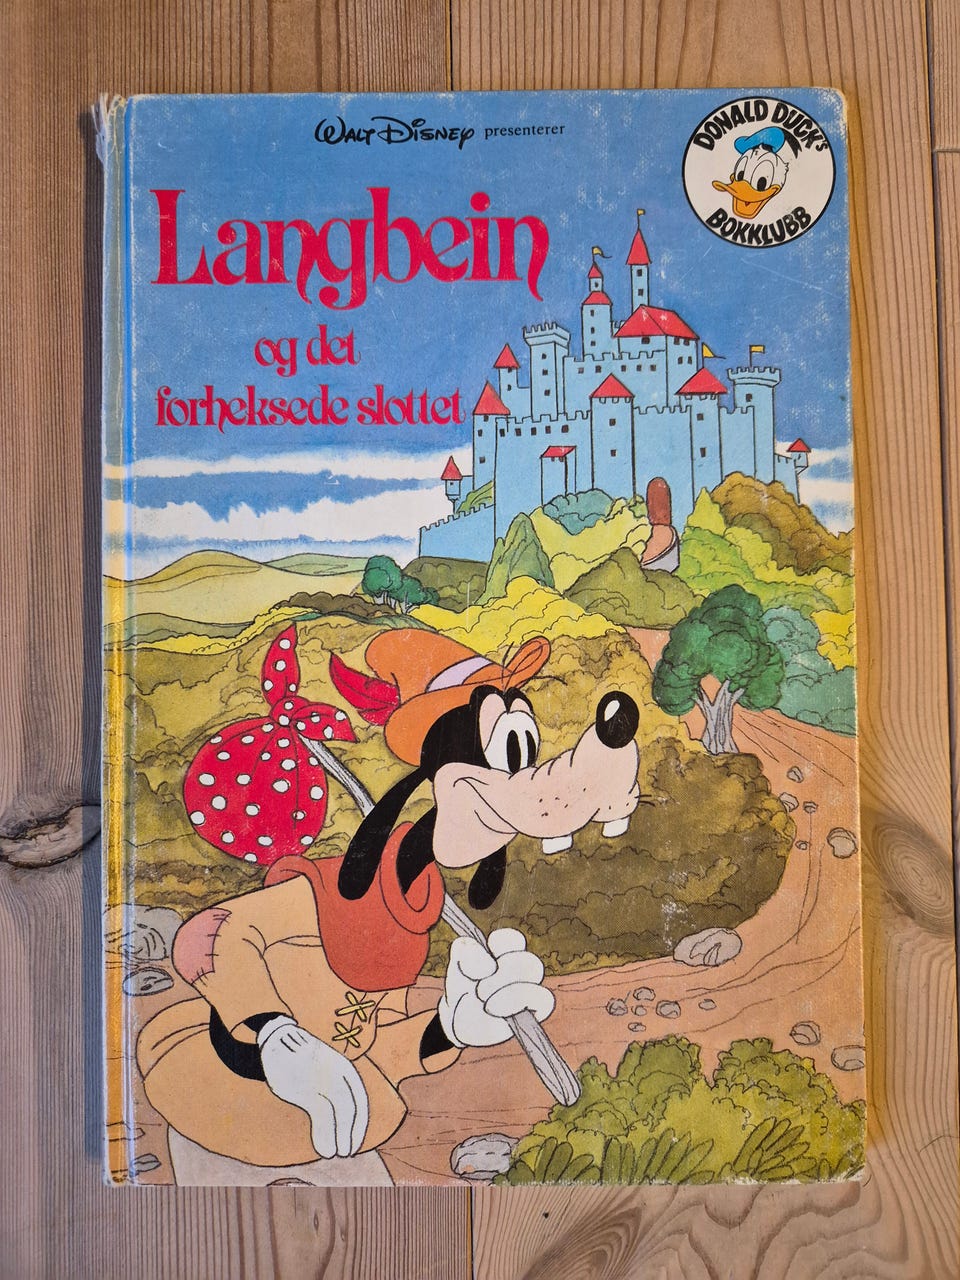 WALT DISNEY presenterer
DONALD DUCK's
BOKKLUBB
Langbein
og det
forheksede slottet